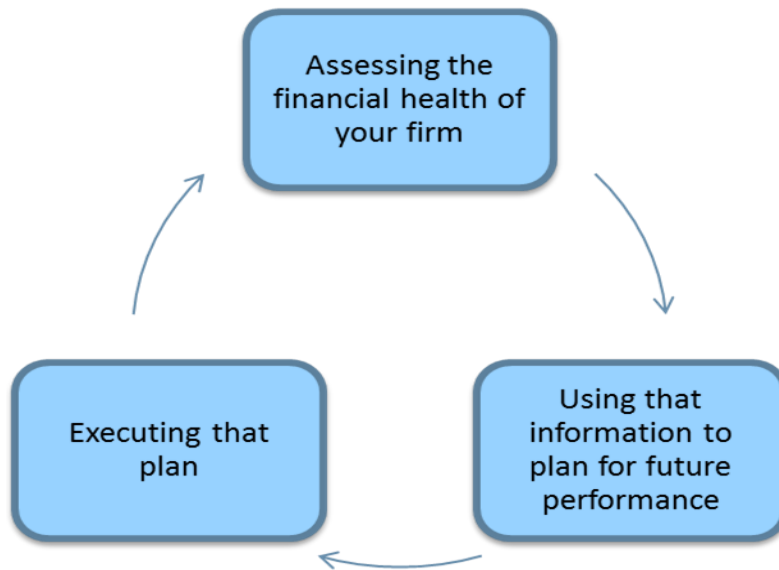 Assessing the
financial health of
your firm
Executing that
plan
Using that
information to
plan for future
performance